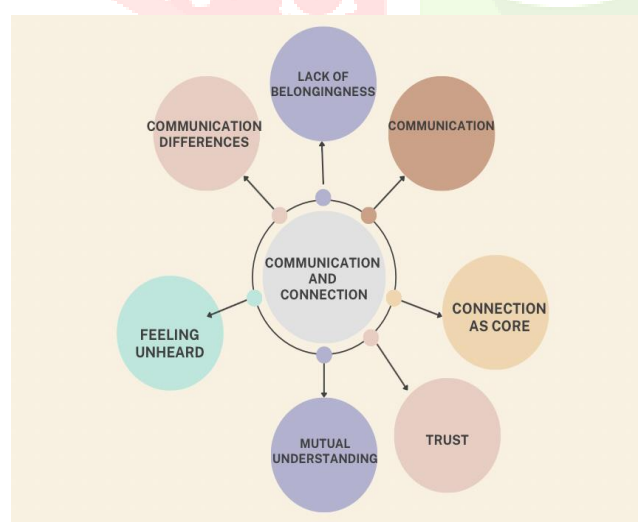 LACK OF
BELONGINGNESS
COMMUNICATION
DIFFERENCES
COMMUNICATION
COMMUNICATION
AND
CONNECTION
CONNECTION
AS CORE
FEELING
UNHEARD
TRUST
MUTUAL
UNDERSTANDING